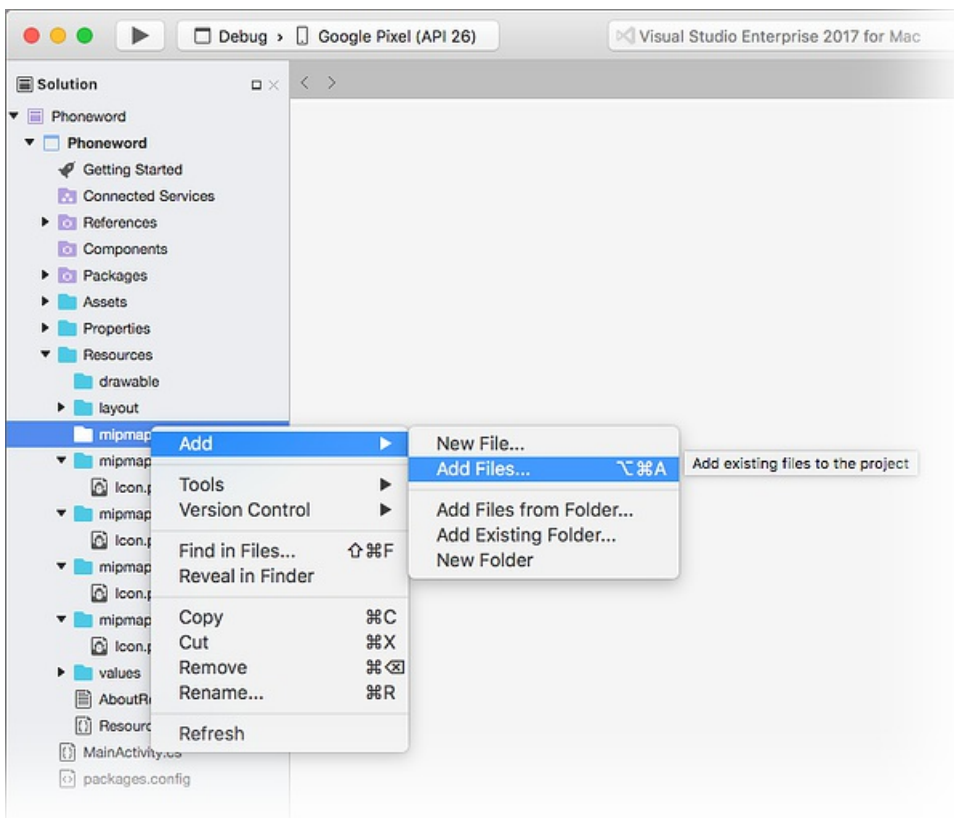 Debug › Google Pixel (API 26)
Visual Studio Enterprise 2017 for Mac
Solution
Phoneword
Phoneword
Getting Started
Connected Services
References
Components
Packages
Assets
Properties
Resources
drawable
layout
mipmap
mipmap
Icon.p
mipmap
Icon.p
mipmap
Icon.p
mipmap
Icon.p
values
AboutR
Resourc
MainActivity.cs
packages.config
Add
Tools
Version Control
Find in Files... ⇧⌘F
Reveal in Finder
Copy ⌘C
Cut ⌘X
Remove ⌘⌫
Rename... ⌘R
Refresh
New File...
Add Files... ⌥⌘A
Add Files from Folder...
Add Existing Folder...
New Folder
Add existing files to the project